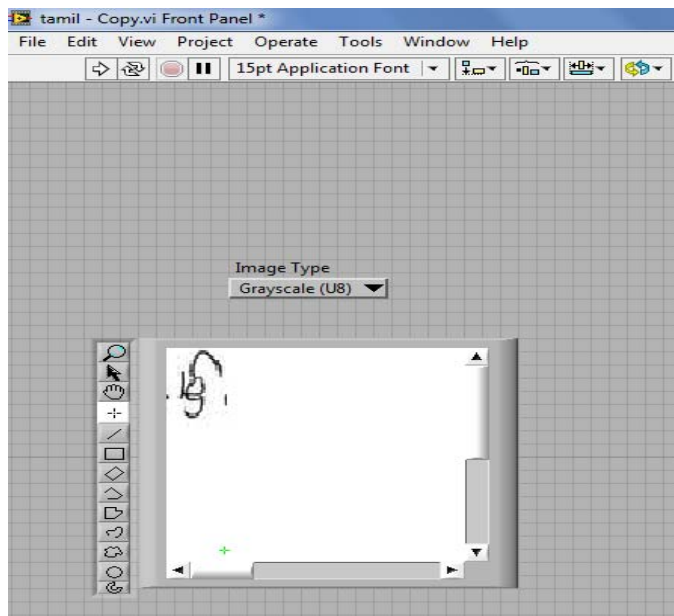 tamil - Copy.vi Front Panel *
File Edit View Project Operate Tools Window Help
15pt Application Font
Image Type
Grayscale (U8)